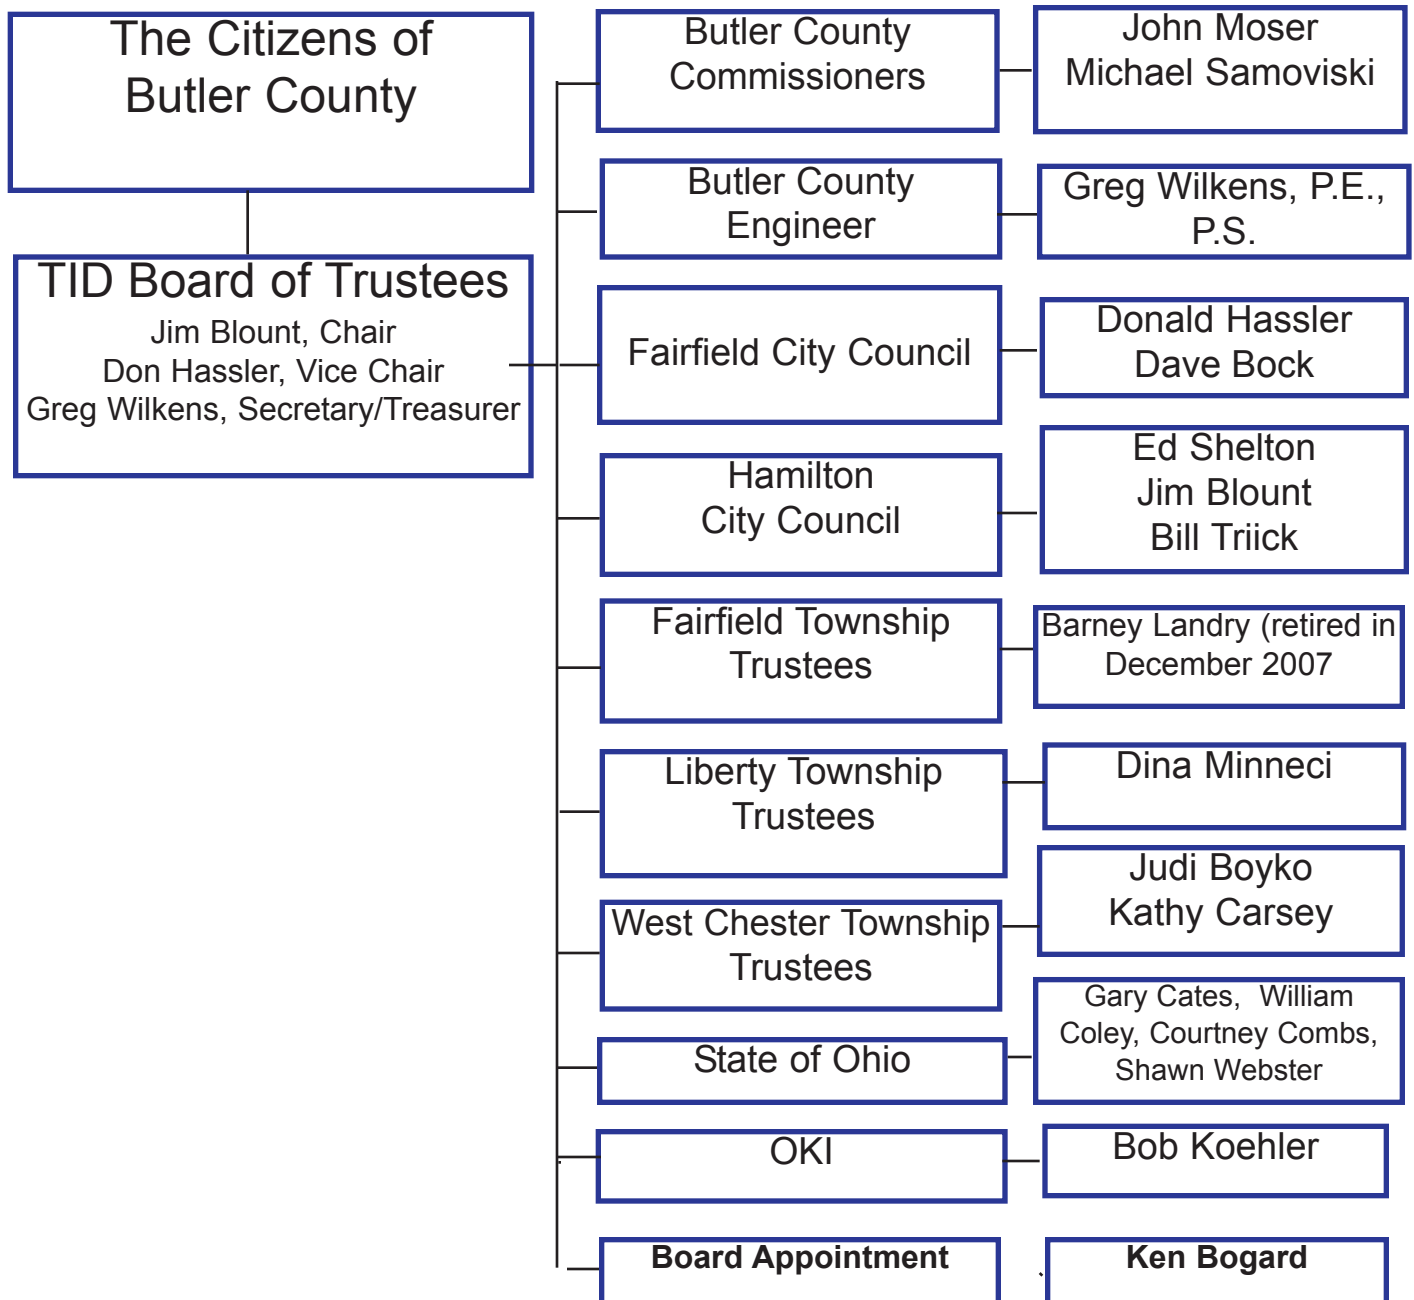 The Citizens of
Butler County
TID Board of Trustees
Jim Blount, Chair
Don Hassler, Vice Chair
Greg Wilkens, Secretary/Treasurer
Butler County
Commissioners
John Moser
Michael Samoviski
Butler County
Engineer
Greg Wilkens, P.E.,
P.S.
Fairfield City Council
Donald Hassler
Dave Bock
Hamilton
City Council
Ed Shelton
Jim Blount
Bill Triick
Fairfield Township
Trustees
Barney Landry (retired in
December 2007
Liberty Township
Trustees
Dina Minneci
West Chester Township
Trustees
Judi Boyko
Kathy Carsey
State of Ohio
Gary Cates, William
Coley, Courtney Combs,
Shawn Webster
OKI
Bob Koehler
Board Appointment
Ken Bogard